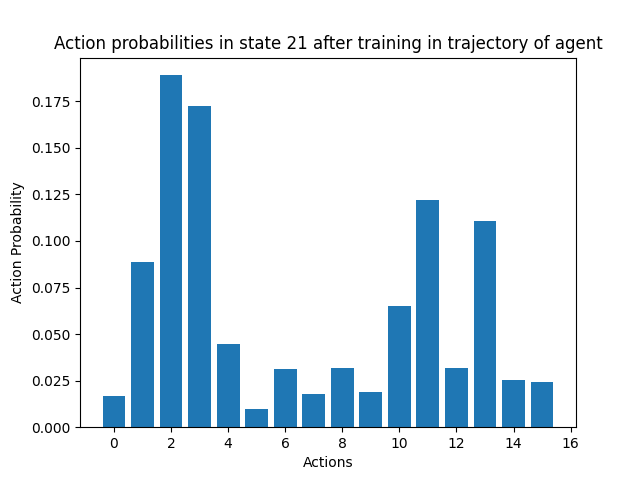 Action probabilities in state 21 after training in trajectory of agent
0.175
0.150
0.125
0.100
0.075
0.050
0.025
0.000
Action Probability
0 2 4 6 8 10 12 14 16
Actions